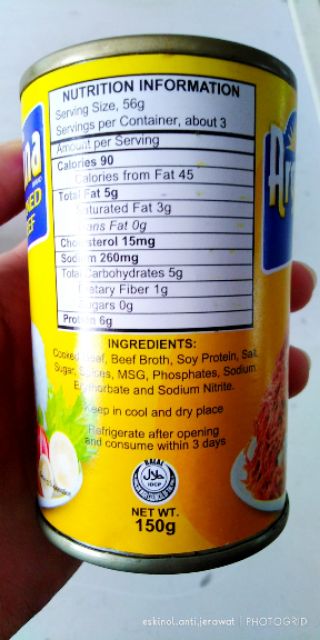 NUTRITION INFORMATION
Serving Size, 56g
Servings per Container, about 3
Amount per Serving
Calories 90
Calories from Fat 45
Total Fat 5g
Saturated Fat 3g
Trans Fat 0g
Cholesterol 15mg
Sodium 260mg
Total Carbohydrates 5g
Dietary Fiber 1g
Sugars 0g
Protein 6g
INGREDIENTS:
Cooked Beef, Beef Broth, Soy Protein, Salt,
Sugar, Spices, MSG, Phosphates, Sodium
Erythorbate and Sodium Nitrite.
Keep in cool and dry place
Refrigerate after opening
and consume within 3 days
HALAL
IDCP
NET WT.
150g
eskinol.anti.jerawat | PHOTOGRID